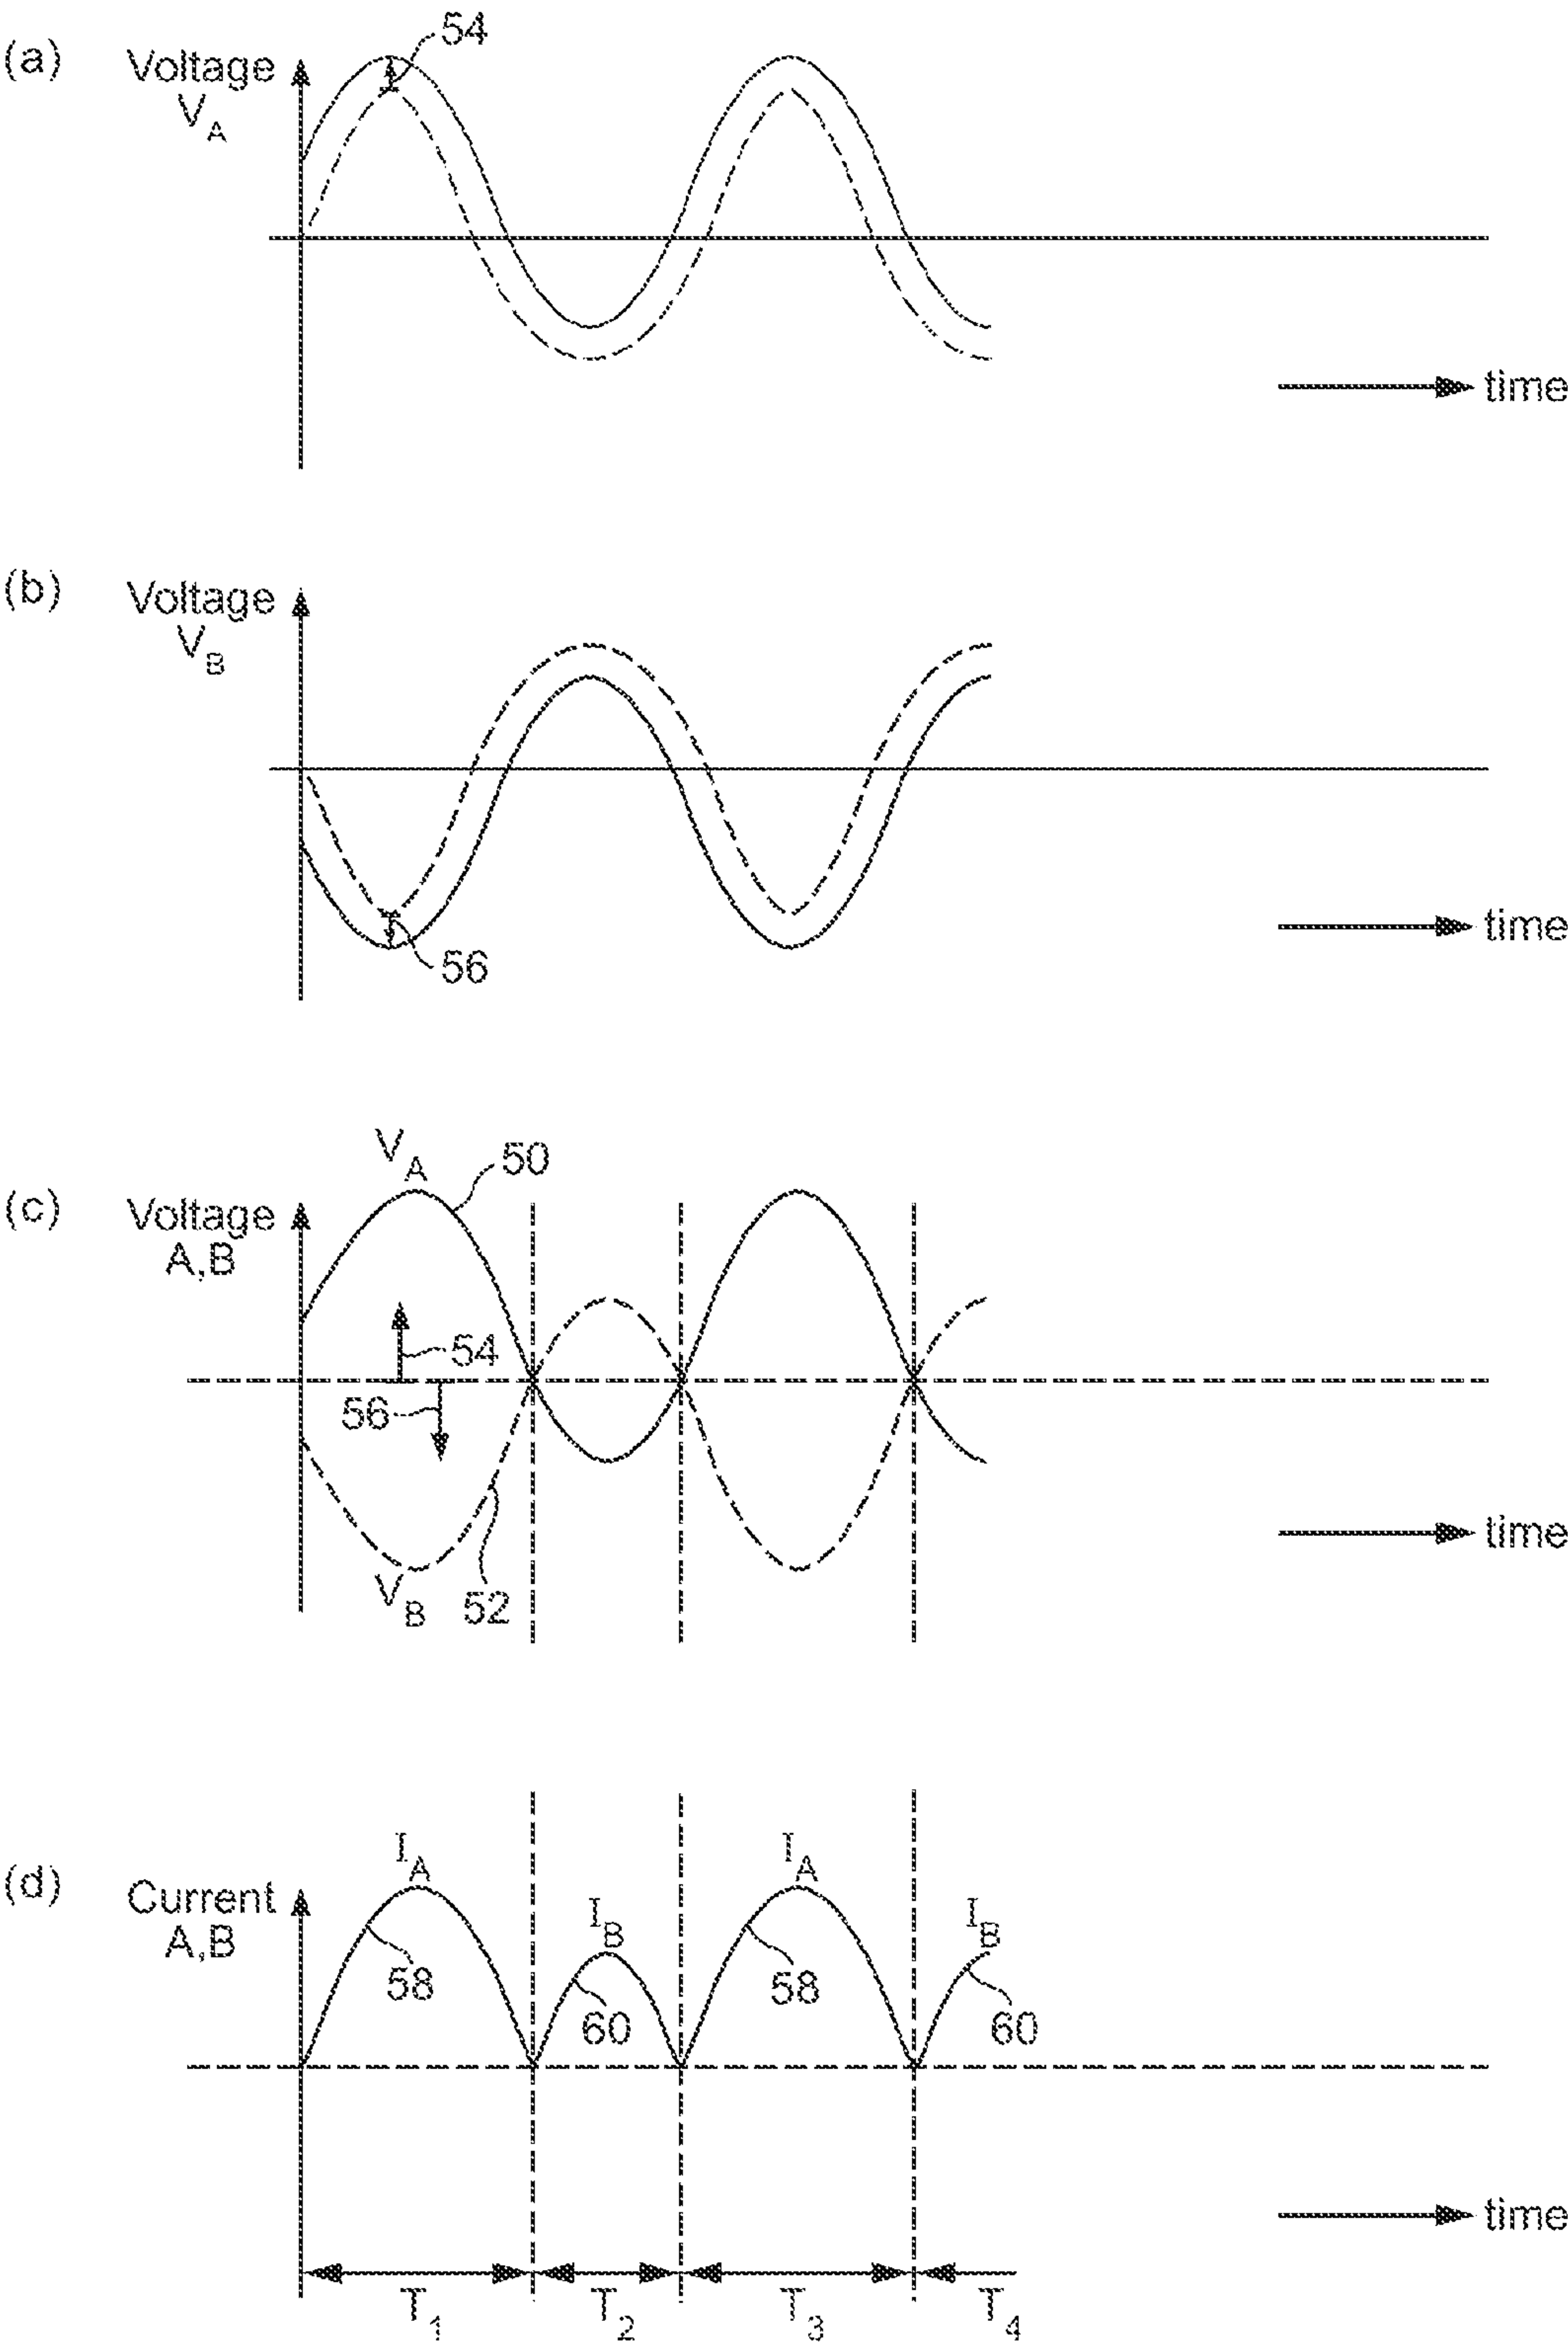 54
(a) Voltage
V_A
time
(b) Voltage
V_B
time
56
V_A
50
(c) Voltage
A,B
54
56
time
V_B 52
I_A I_A
(d) Current I_B I_B
A,B
58 58
60 60
time
T_1 T_2 T_3 T_4